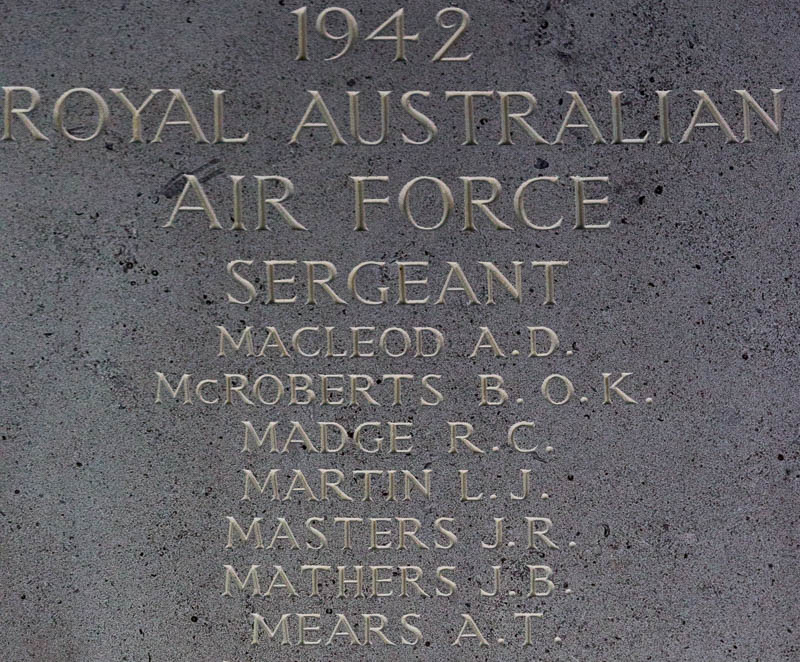 1942
ROYAL AUSTRALIAN
AIR FORCE
SERGEANT
MACLEOD A.D.
McROBERTS B.O.K.
MADGE R.C.
MARTIN L.J.
MASTERS J.R.
MATHERS J.B.
MEARS A.T.